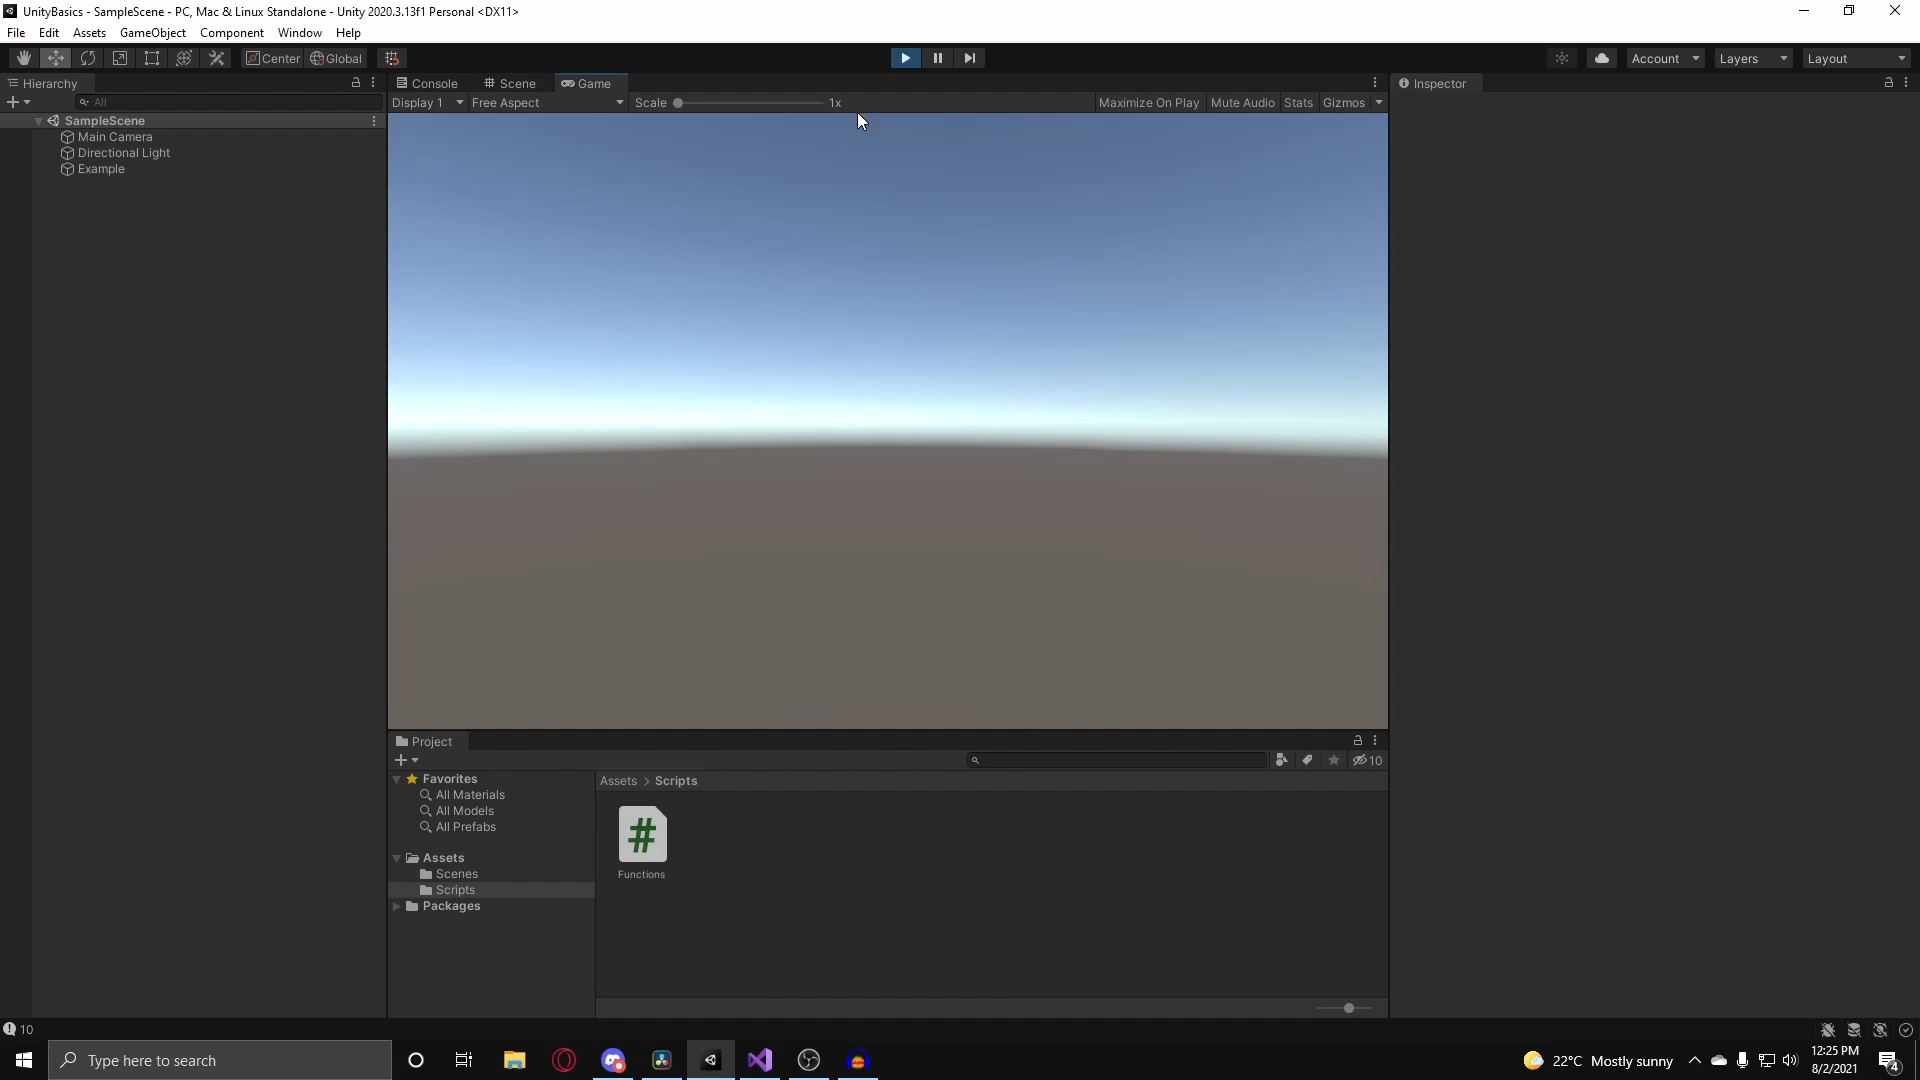 UnityBasics - SampleScene - PC, Mac & Linux Standalone - Unity 2020.3.13f1 Personal <DX11>
File Edit Assets GameObject Component Window Help
Center Global
Account Layers Layout
Hierarchy
All
SampleScene
Main Camera
Directional Light
Example
Console Scene Game
Display 1 Free Aspect Scale 1x Maximize On Play Mute Audio Stats Gizmos
Inspector
Project
10
Favorites
All Materials
All Models
All Prefabs
Assets
Scenes
Scripts
Packages
Assets > Scripts
#
Functions
10
Type here to search
22°C Mostly sunny
12:25 PM
8/2/2021
4